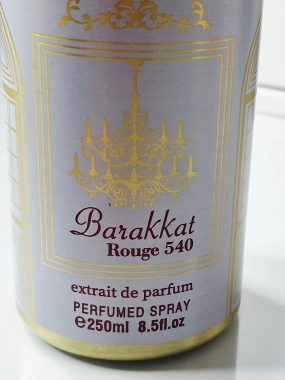 Barakkat
Rouge 540
extrait de parfum
PERFUMED SPRAY
℮250ml 8.5fl.oz